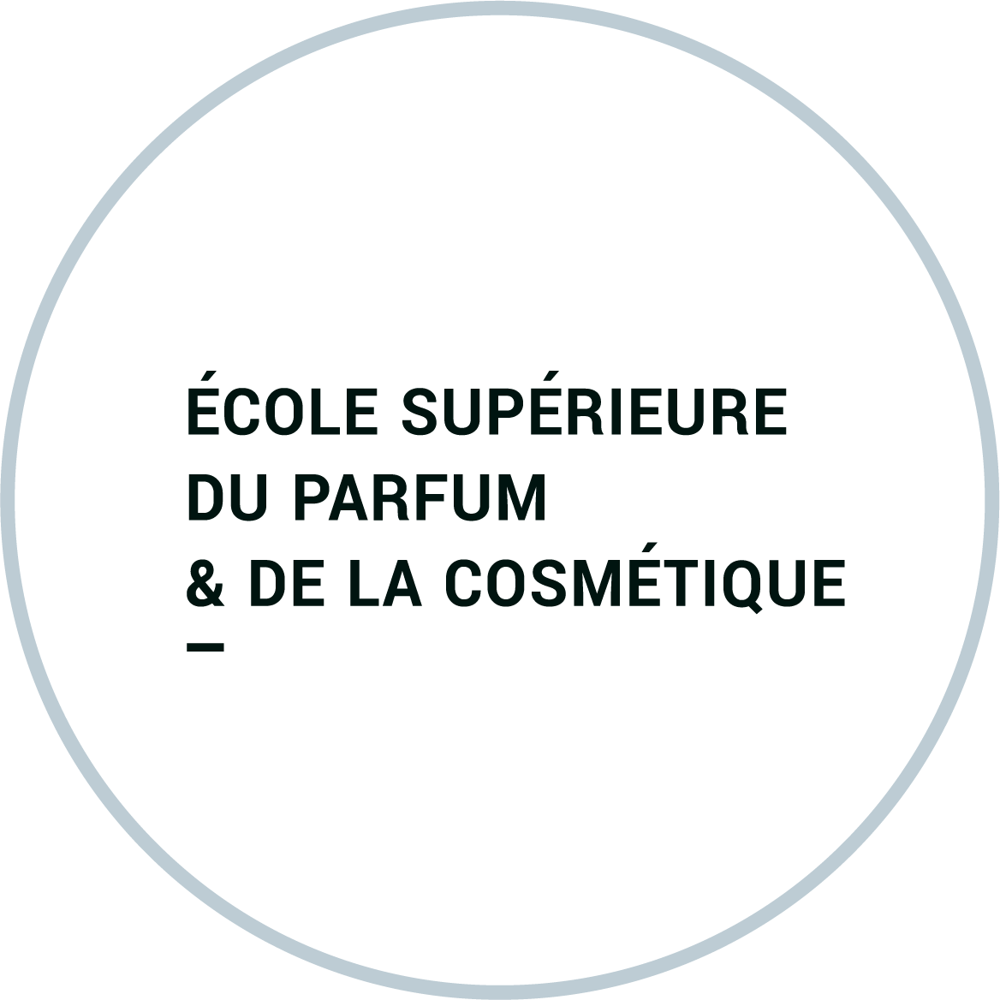 ÉCOLE SUPÉRIEURE
DU PARFUM
& DE LA COSMÉTIQUE
–